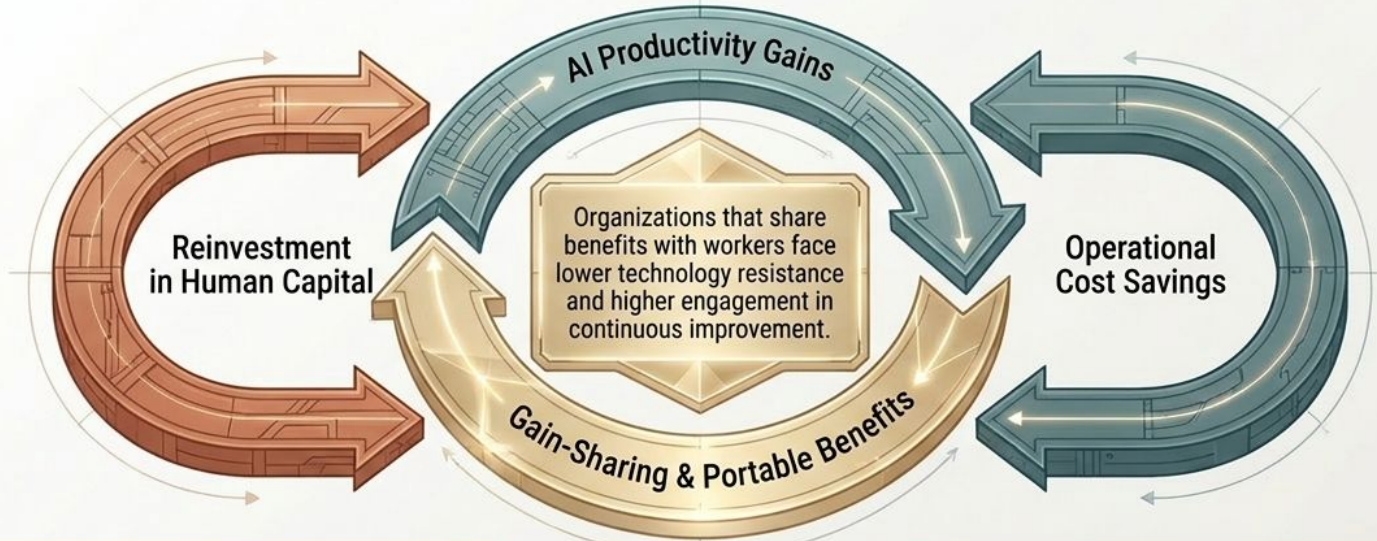 AI Productivity Gains
Reinvestment
in Human Capital
Organizations that share
benefits with workers face
lower technology resistance
and higher engagement in
continuous improvement.
Operational
Cost Savings
Gain-Sharing & Portable Benefits